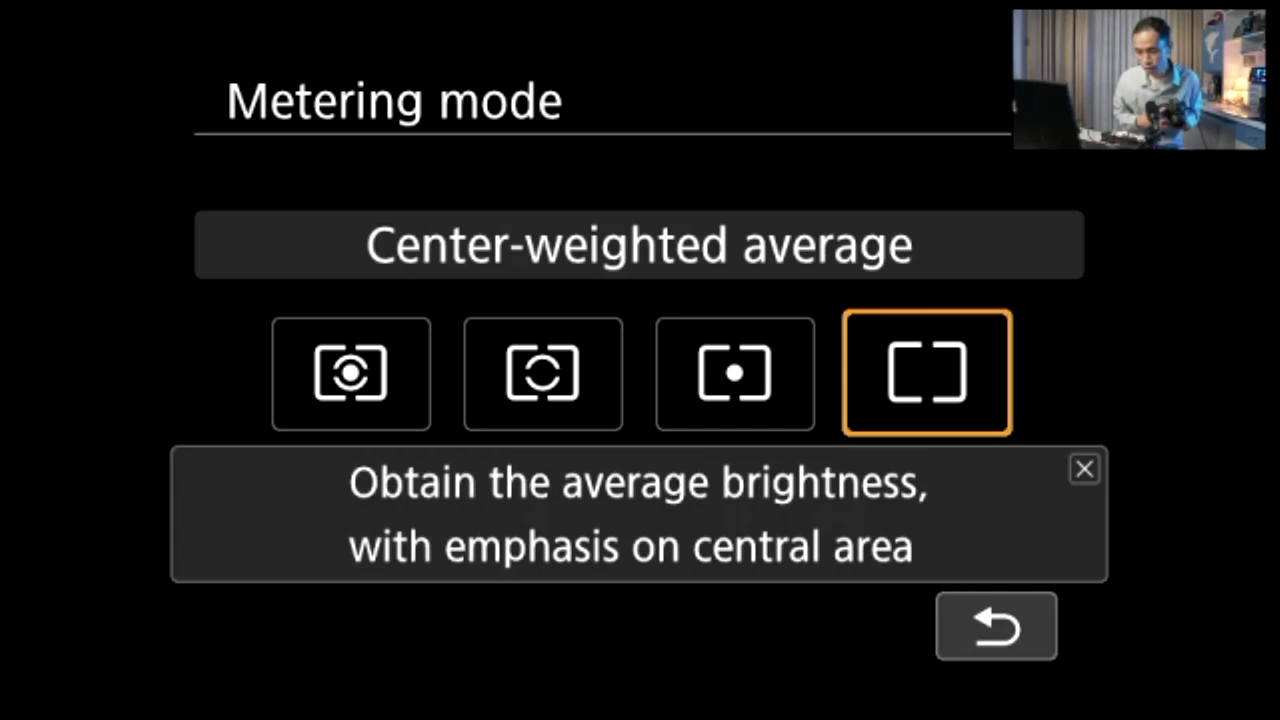 Metering mode
Center-weighted average
Obtain the average brightness,
with emphasis on central area